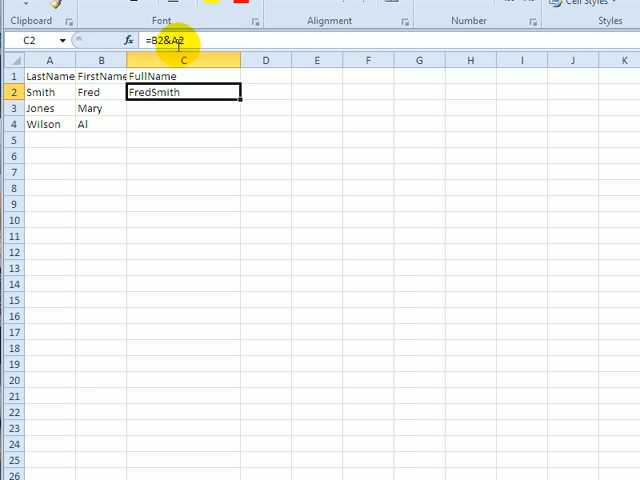 Cell Styles
Clipboard Font Alignment Number Styles
C2 fx =B2&A2
A B C D E F G H I J K
1 LastName FirstName FullName
2 Smith Fred FredSmith
3 Jones Mary
4 Wilson Al
5
6
7
8
9
10
11
12
13
14
15
16
17
18
19
20
21
22
23
24
25
26